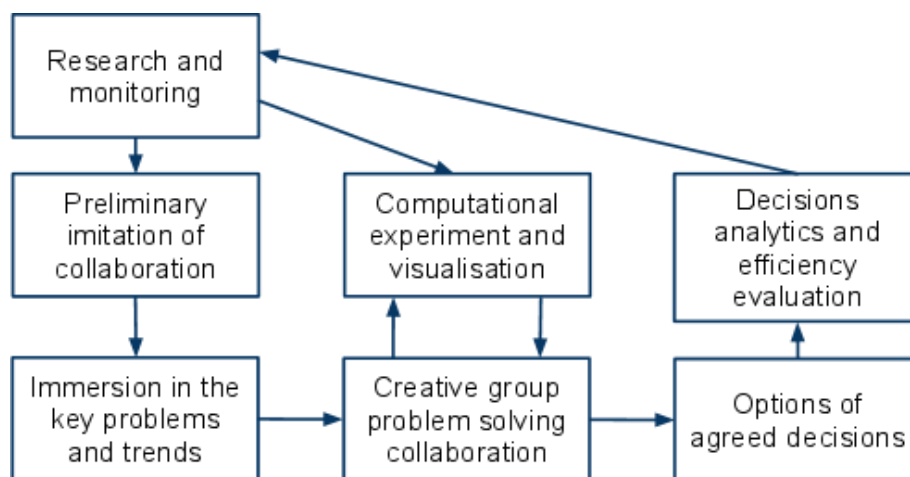 Research and
monitoring
Preliminary
imitation of
collaboration
Computational
experiment and
visualisation
Decisions
analytics and
efficiency
evaluation
Immersion in the
key problems
and trends
Creative group
problem solving
collaboration
Options of
agreed decisions